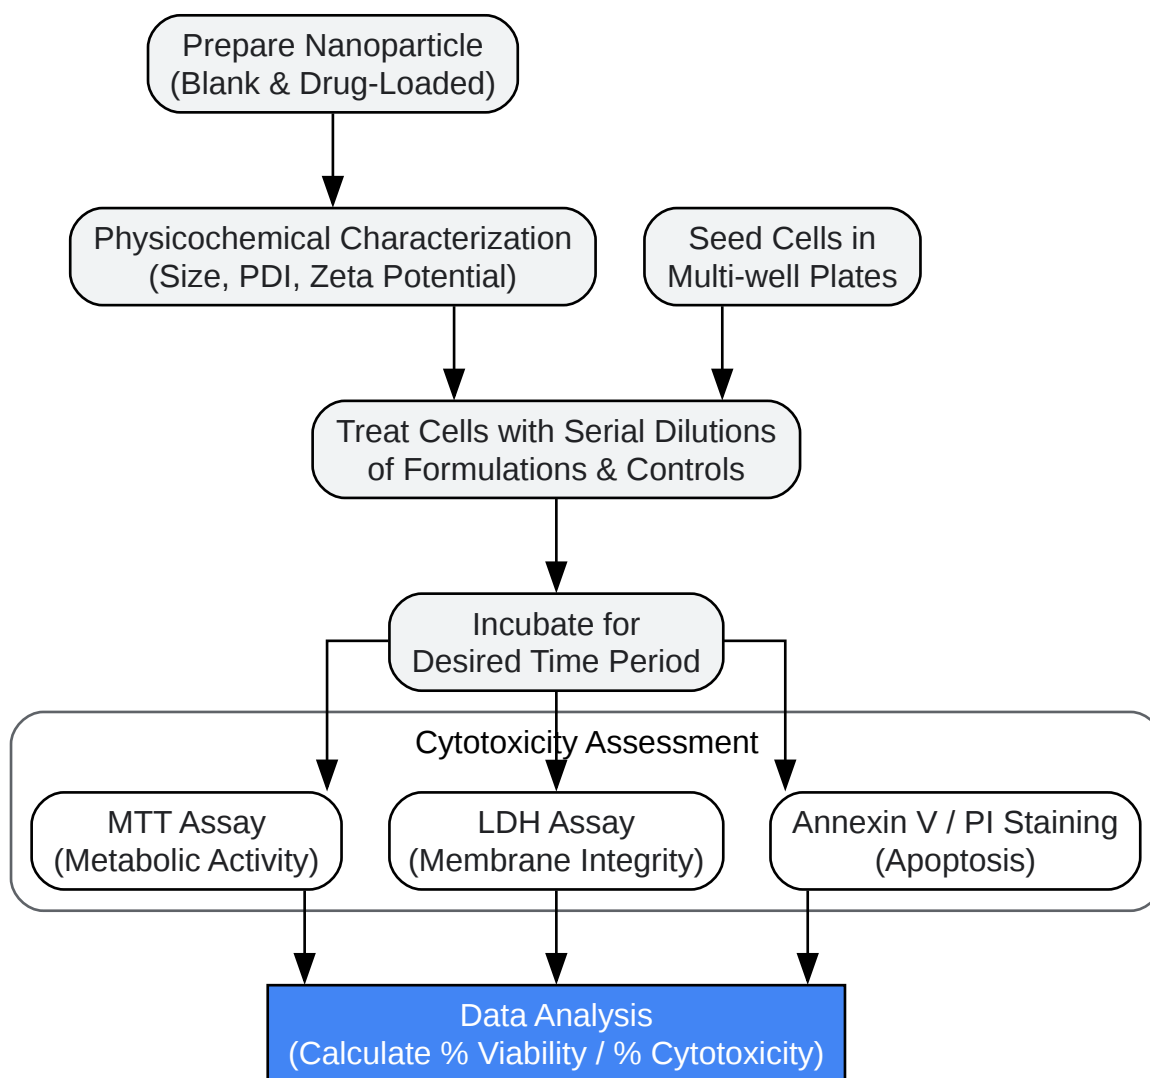 Prepare Nanoparticle
(Blank & Drug-Loaded)
Physicochemical Characterization
(Size, PDI, Zeta Potential)
Seed Cells in
Multi-well Plates
Treat Cells with Serial Dilutions
of Formulations & Controls
Incubate for
Desired Time Period
Cytotoxicity Assessment
MTT Assay
(Metabolic Activity)
LDH Assay
(Membrane Integrity)
Annexin V / PI Staining
(Apoptosis)
Data Analysis
(Calculate % Viability / % Cytotoxicity)